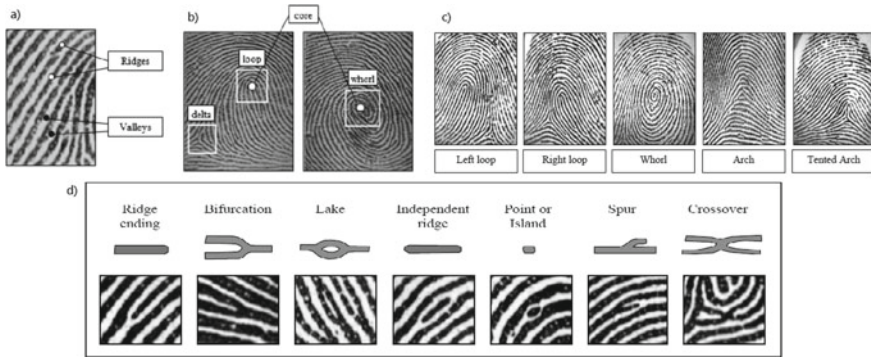 a)
Ridges
Valleys
b)
core
loop
whorl
delta
c)
Left loop
Right loop
Whorl
Arch
Tented Arch
d)
Ridge ending
Bifurcation
Lake
Independent ridge
Point or Island
Spur
Crossover